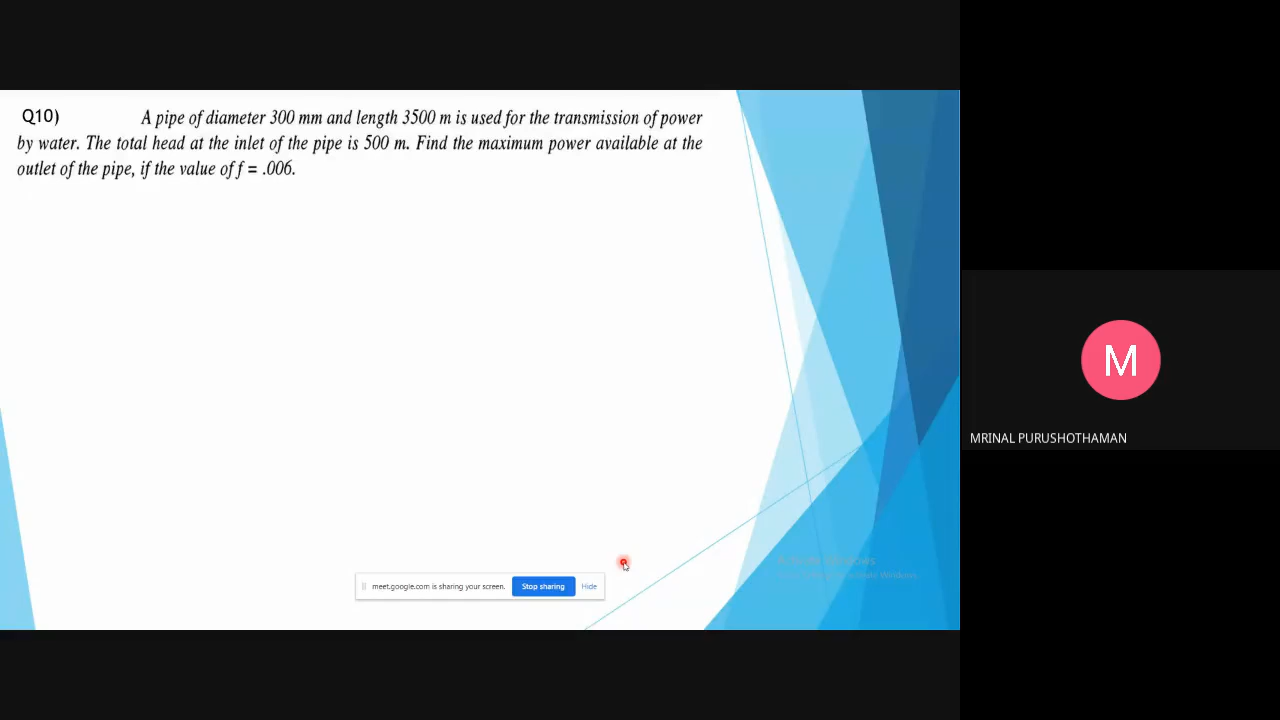 Q10) A pipe of diameter 300 mm and length 3500 m is used for the transmission of power
by water. The total head at the inlet of the pipe is 500 m. Find the maximum power available at the
outlet of the pipe, if the value of f = .006.
M
MRINAL PURUSHOTHAMAN
Activate Windows
meet.google.com is sharing your screen. Stop sharing Hide